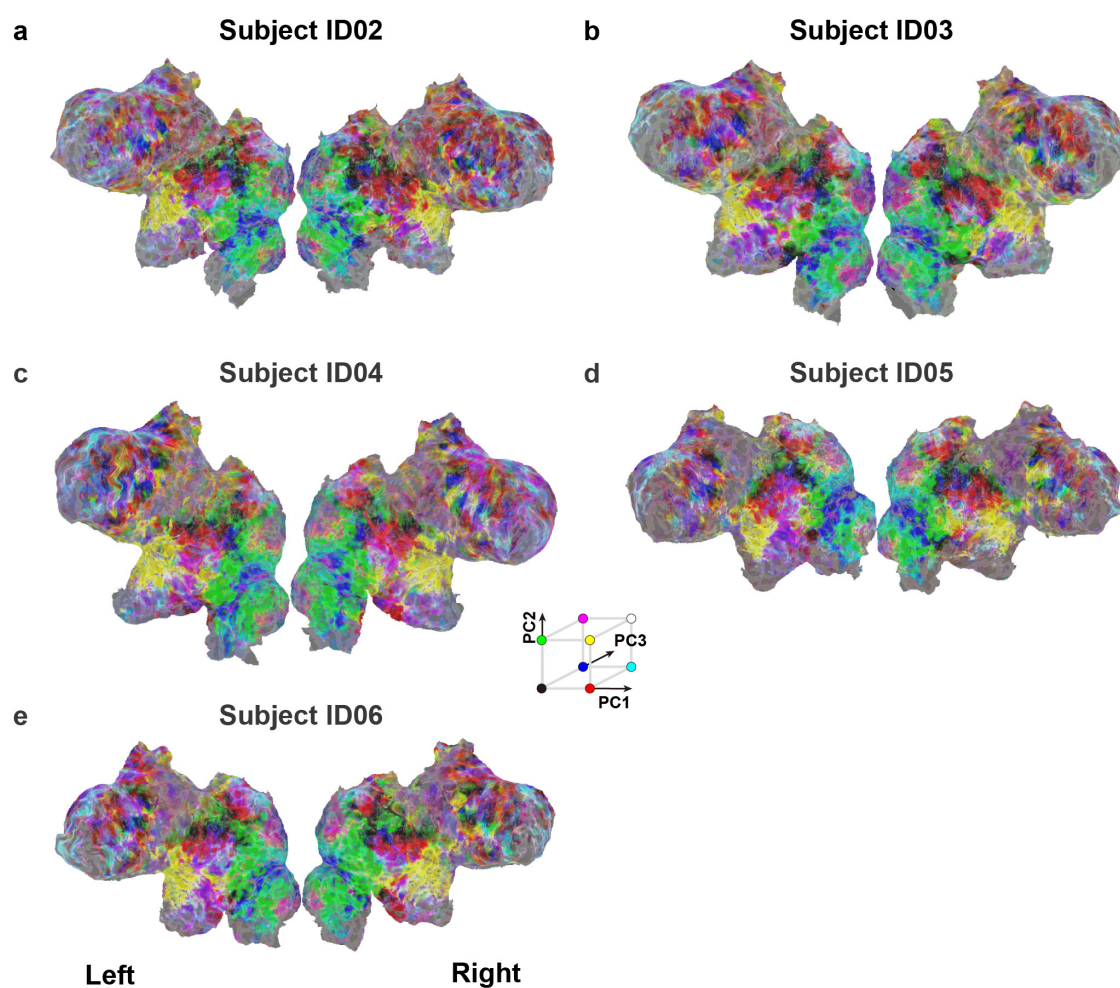 a
Subject ID02
b
Subject ID03
c
Subject ID04
d
Subject ID05
PC2
PC3
PC1
e
Subject ID06
Left
Right